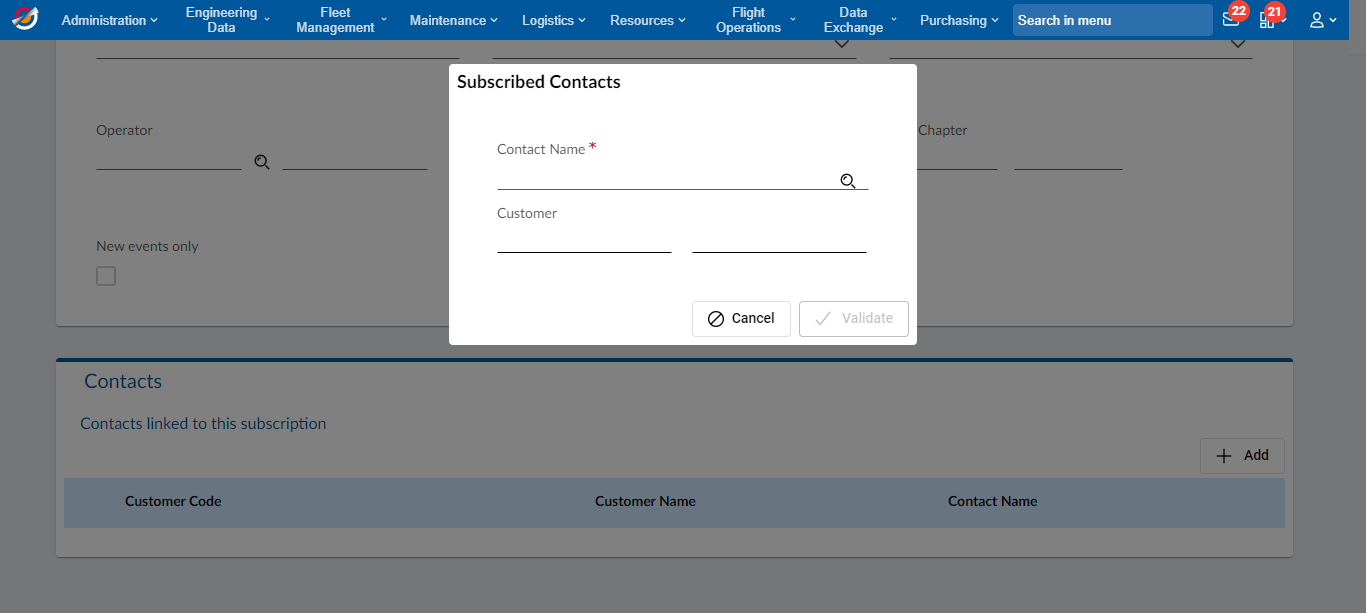 Administration
Engineering
Data
Fleet
Management
Maintenance
Logistics
Resources
Flight
Operations
Data
Exchange
Purchasing
Search in menu
22
21
Subscribed Contacts
Contact Name *
Customer
Cancel
Validate
Operator
Chapter
New events only
Contacts
Contacts linked to this subscription
Add
Customer Code
Customer Name
Contact Name